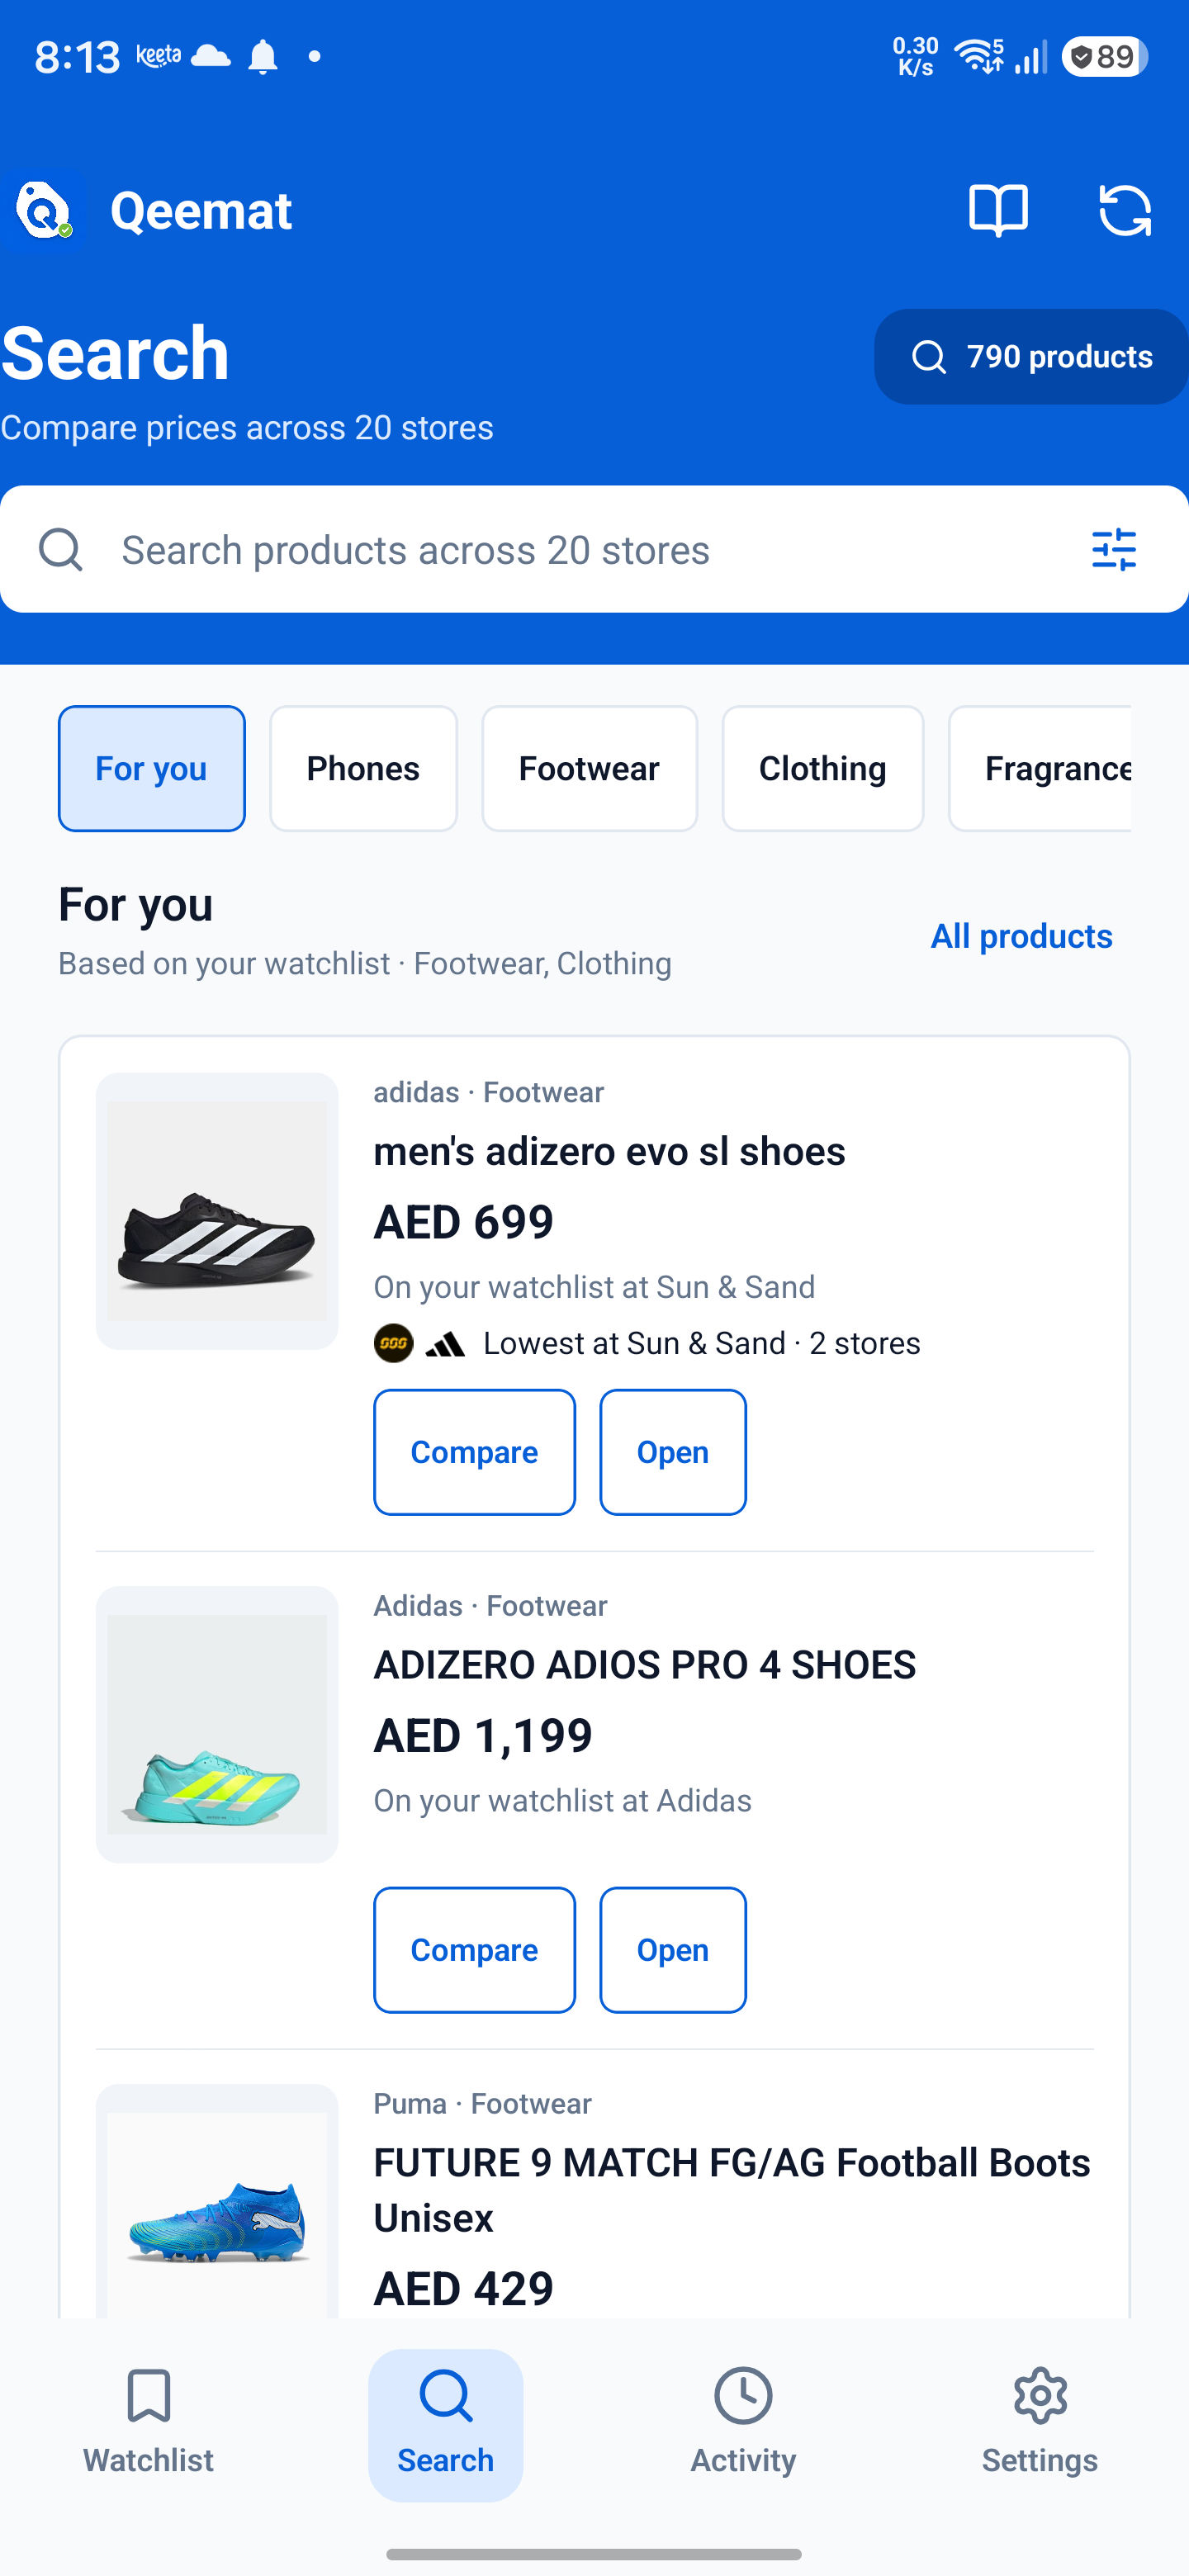 8:13 keeta 0.30 K/s 5 89
Qeemat
Search
790 products
Compare prices across 20 stores
Search products across 20 stores
For you Phones Footwear Clothing Fragrance
For you
Based on your watchlist · Footwear, Clothing
All products
adidas · Footwear
men's adizero evo sl shoes
AED 699
On your watchlist at Sun & Sand
Lowest at Sun & Sand · 2 stores
Compare Open
Adidas · Footwear
ADIZERO ADIOS PRO 4 SHOES
AED 1,199
On your watchlist at Adidas
Compare Open
Puma · Footwear
FUTURE 9 MATCH FG/AG Football Boots
Unisex
AED 429
Watchlist Search Activity Settings